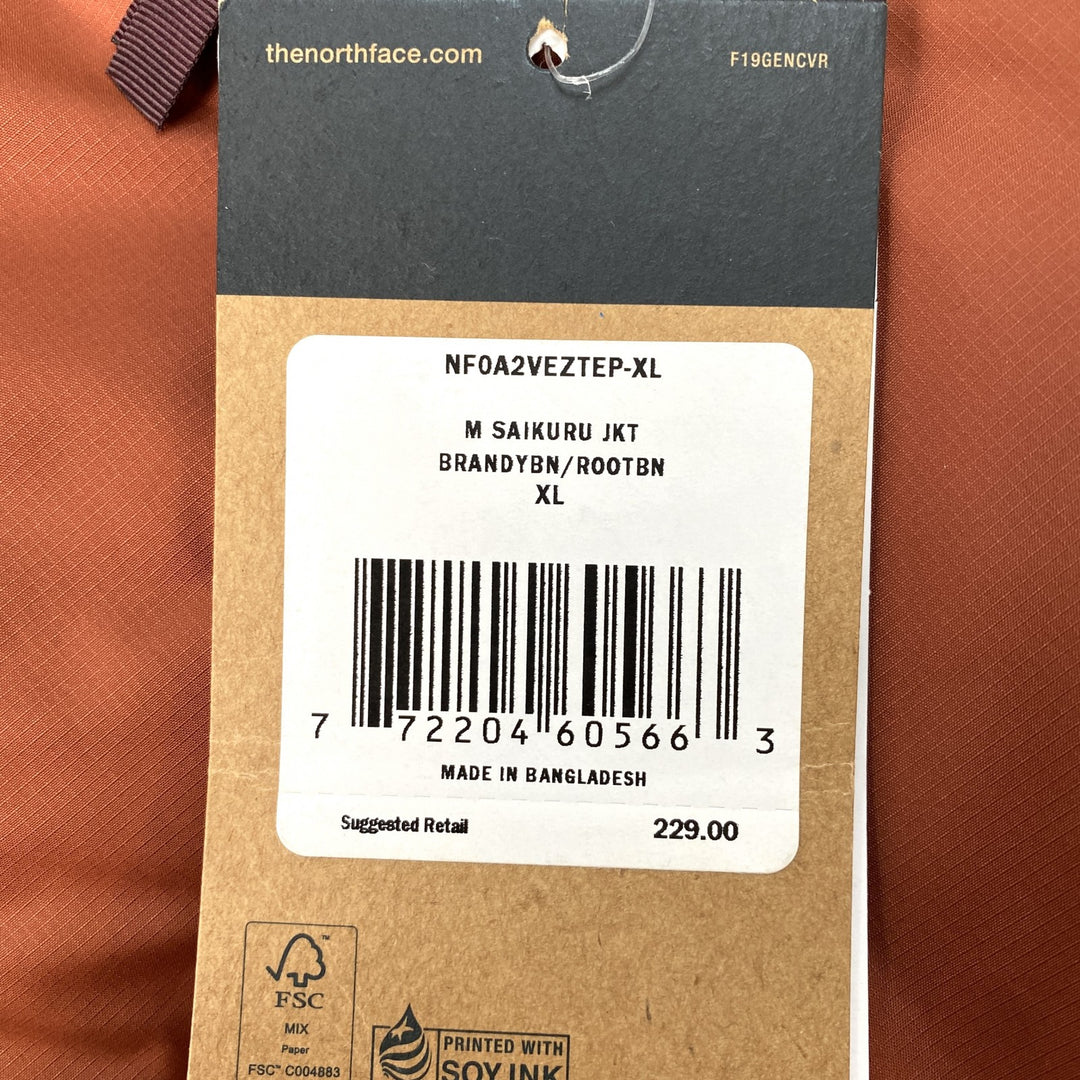 thenorthface.com
F19GENCVR
NF0A2VEZTEP-XL
M SAIKURU JKT
BRANDYBN/ROOTBN
XL
7 72204 60566 3
MADE IN BANGLADESH
Suggested Retail 229.00
FSC
MIX
Paper
FSC™ C004883
PRINTED WITH
SOY INK